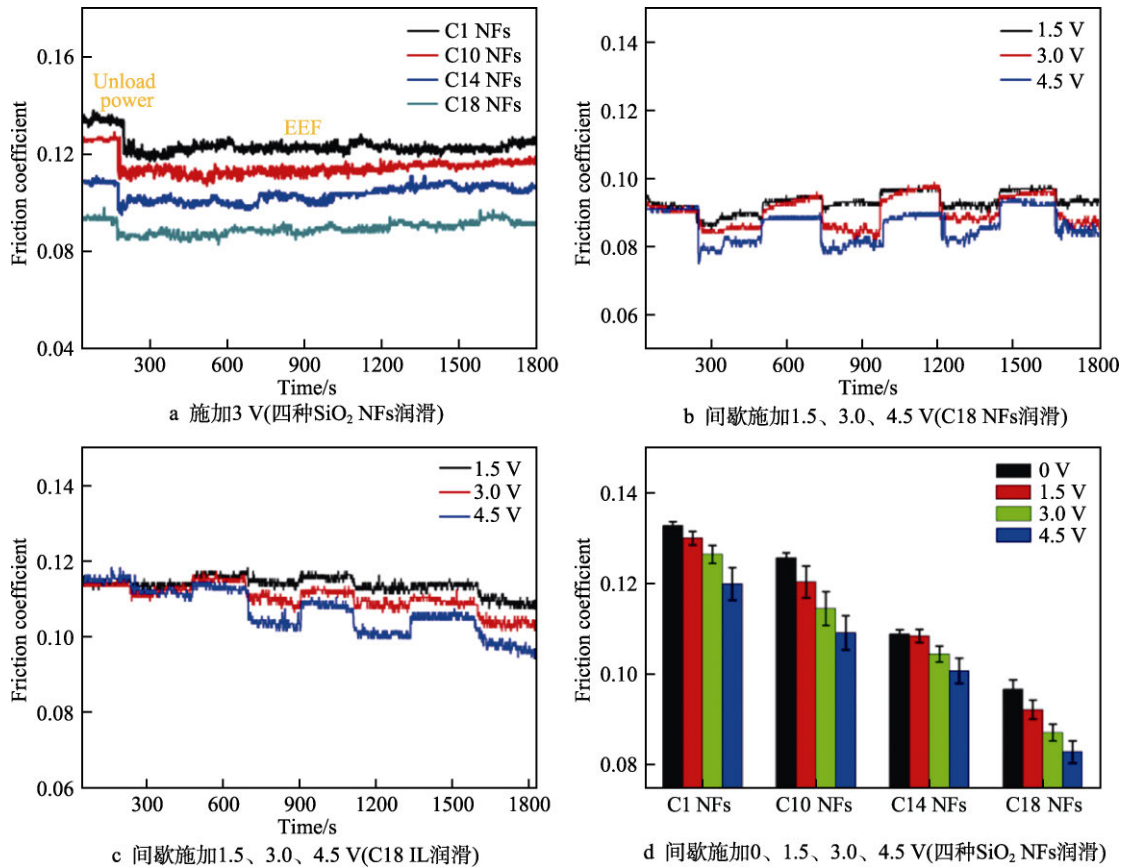 0.16
0.12
0.08
0.04
Friction coefficient
Unload
power
EEF
C1 NFs
C10 NFs
C14 NFs
C18 NFs
300 600 900 1200 1500 1800
Time/s
a 施加3 V(四种SiO₂ NFs润滑)
0.14
0.12
0.10
0.08
0.06
Friction coefficient
1.5 V
3.0 V
4.5 V
300 600 900 1200 1500 1800
Time/s
b 间歇施加1.5、3.0、4.5 V(C18 NFs润滑)
0.14
0.12
0.10
0.08
0.06
Friction coefficient
1.5 V
3.0 V
4.5 V
300 600 900 1200 1500 1800
Time/s
c 间歇施加1.5、3.0、4.5 V(C18 IL润滑)
0.14
0.12
0.10
0.08
Friction coefficient
0 V
1.5 V
3.0 V
4.5 V
C1 NFs C10 NFs C14 NFs C18 NFs
d 间歇施加0、1.5、3.0、4.5 V(四种SiO₂ NFs润滑)